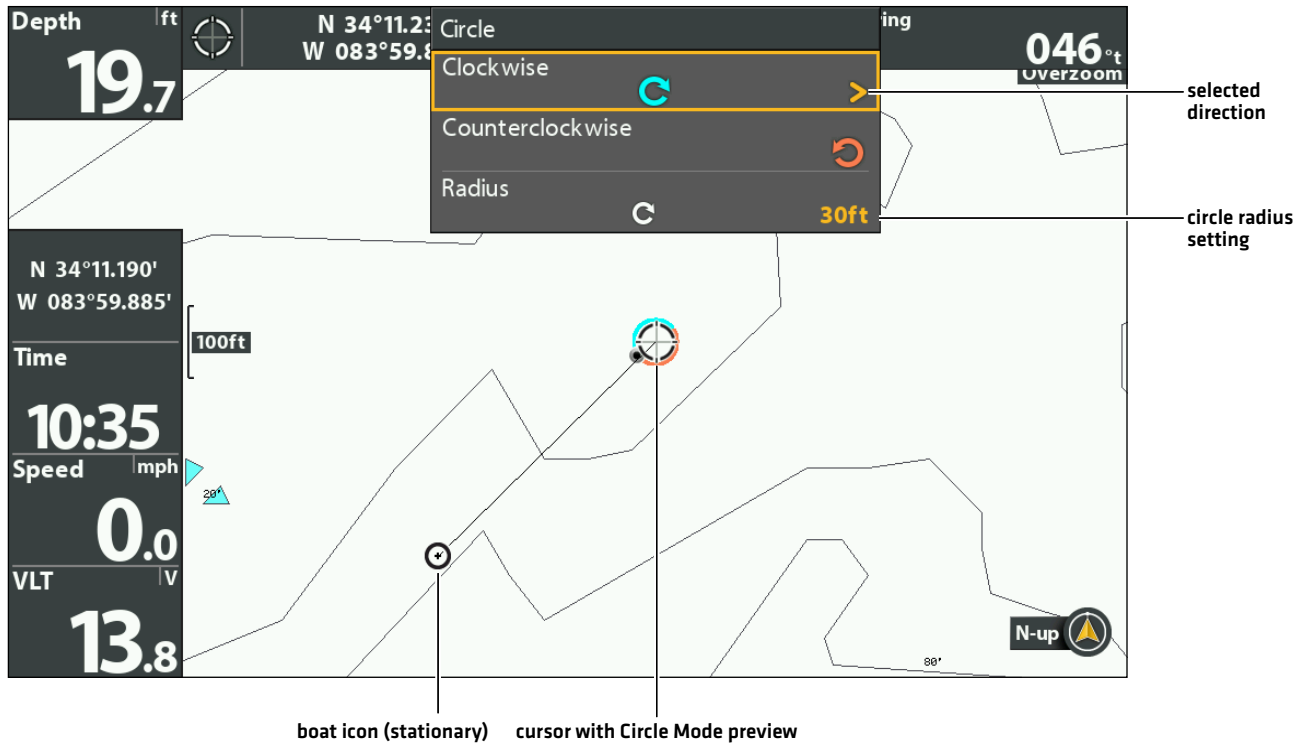 Depth ft
19.7
N 34°11.23
W 083°59.8
Circle
Clockwise
Counterclockwise
Radius
30ft
ing
046°t
Overzoom
selected
direction
circle radius
setting
N 34°11.190'
W 083°59.885'
100ft
Time
10:35
Speed mph
0.0
20'
VLT V
13.8
N-up
80'
boat icon (stationary)
cursor with Circle Mode preview